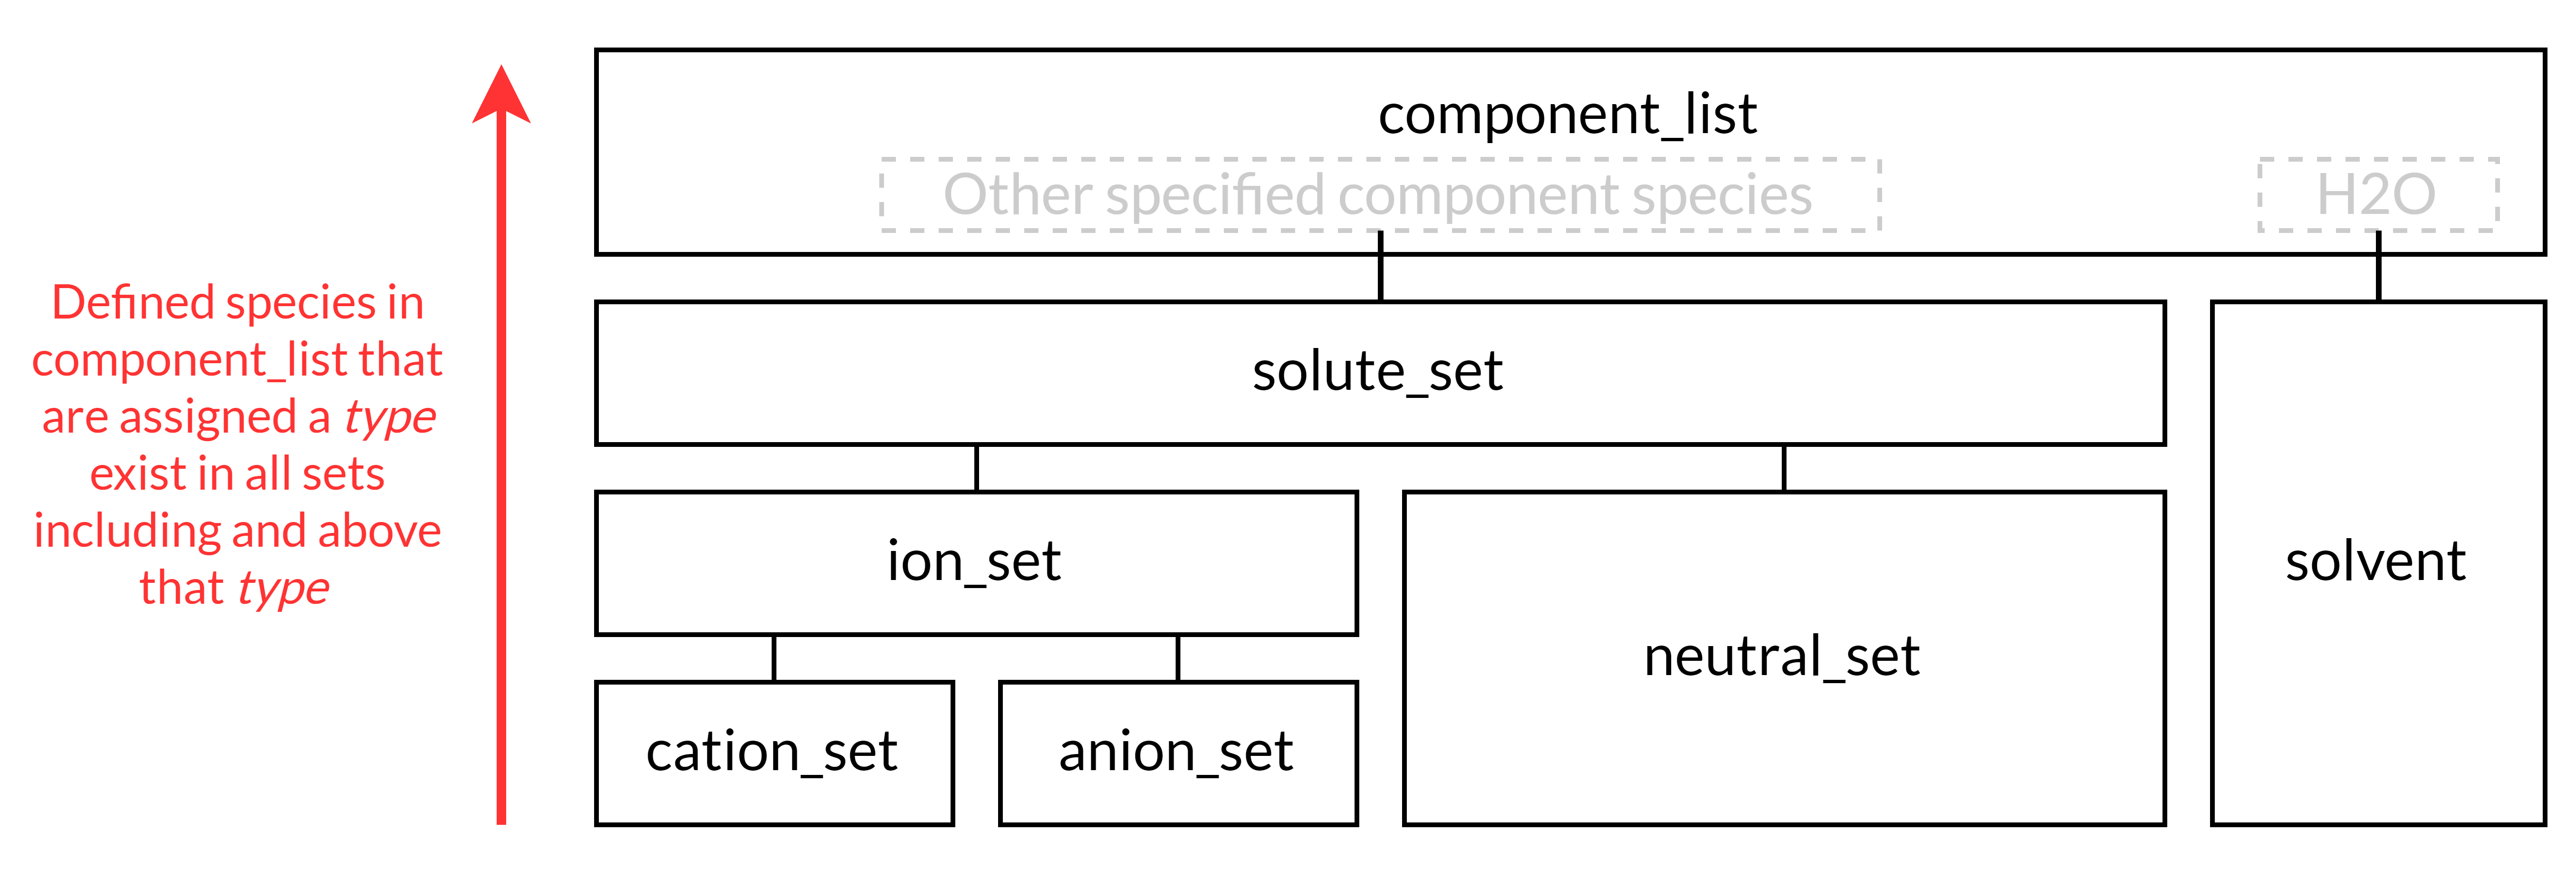 component_list
Other specified component species
H2O
Defined species in
component_list that
are assigned a type
exist in all sets
including and above
that type
solute_set
ion_set
neutral_set
solvent
cation_set
anion_set